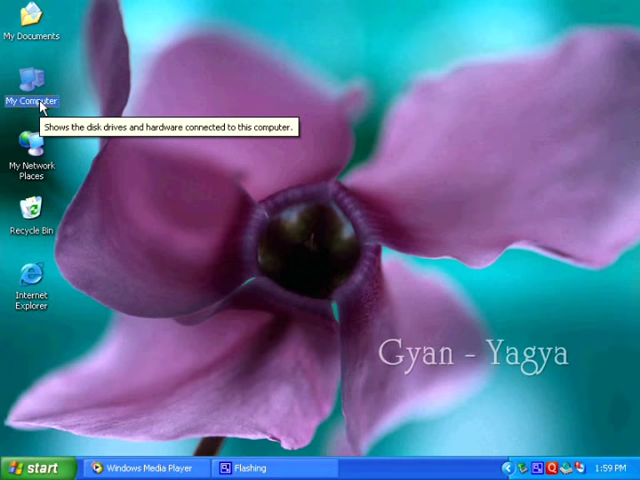 My Documents
My Computer
Shows the disk drives and hardware connected to this computer.
My Network
Places
Recycle Bin
Internet
Explorer
Gyan - Yagya
start
Windows Media Player
Flashing
1:59 PM